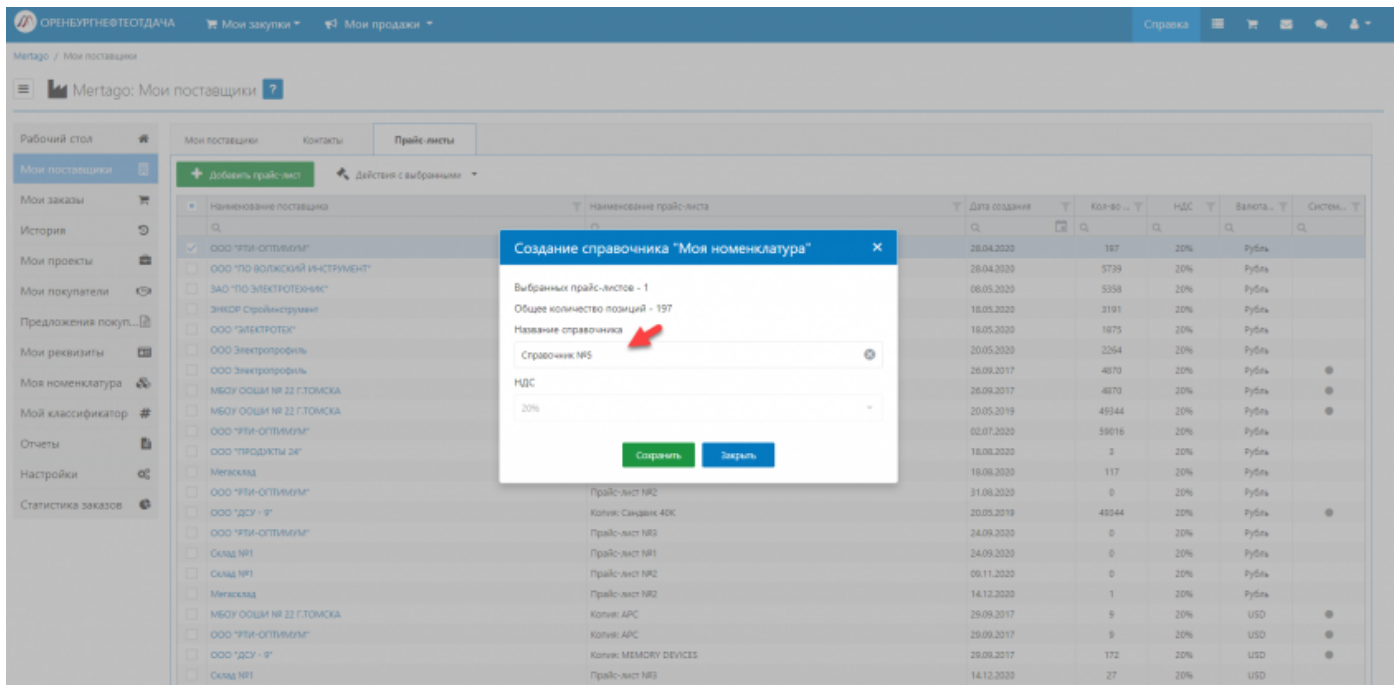 ОРЕНБУРГНЕФТЕОТДАЧА Мои закупки Мои продажи Справка
Mertago / Мои поставщики
Mertago: Мои поставщики ?
Рабочий стол
Мои поставщики
Мои заказы
История
Мои проекты
Мои покупатели
Предложения покуп...
Мои реквизиты
Моя номенклатура
Мой классификатор #
Отчеты
Настройки
Статистика заказов
Мои поставщики Контакты Прайс-листы
Добавить прайс-лист Действия с выбранными
Наименование поставщика Наименование прайс-листа Дата создания Кол-во ... НДС Валюта... Систем...
ООО "РТИ-ОПТИМУМ" 28.04.2020 197 20% Рубль
ООО "ПО ВОЛЖСКИЙ ИНСТРУМЕНТ" 28.04.2020 5739 20% Рубль
ЗАО "ПО ЭЛЕКТРОТЕХНИК" 08.05.2020 5358 20% Рубль
ЭНКОР Стройинструмент 18.05.2020 3191 20% Рубль
ООО "ЭЛЕКТРОТЕХ" 18.05.2020 1875 20% Рубль
ООО Электропрофиль 20.05.2020 2264 20% Рубль
ООО Электропрофиль 26.09.2017 4870 20% Рубль
МБОУ ООШИ № 22 Г.ТОМСКА 26.09.2017 4870 20% Рубль
МБОУ ООШИ № 22 Г.ТОМСКА 20.05.2019 49344 20% Рубль
ООО "РТИ-ОПТИМУМ" 02.07.2020 59016 20% Рубль
ООО "ПРОДУКТЫ 24" 18.08.2020 3 20% Рубль
Мегасклад 18.08.2020 117 20% Рубль
ООО "РТИ-ОПТИМУМ" Прайс-лист №2 31.08.2020 0 20% Рубль
ООО "ДСУ - 9" Копия: Сандвик 40К 20.05.2019 49344 20% Рубль
ООО "РТИ-ОПТИМУМ" Прайс-лист №3 24.09.2020 0 20% Рубль
Склад №1 Прайс-лист №1 24.09.2020 0 20% Рубль
Склад №1 Прайс-лист №2 09.11.2020 0 20% Рубль
Мегасклад Прайс-лист №2 14.12.2020 1 20% Рубль
МБОУ ООШИ № 22 Г.ТОМСКА Копия: APC 29.09.2017 9 20% USD
ООО "РТИ-ОПТИМУМ" Копия: APC 29.09.2017 9 20% USD
ООО "ДСУ - 9" Копия: MEMORY DEVICES 29.09.2017 172 20% USD
Склад №1 Прайс-лист №3 14.12.2020 27 20% USD
Создание справочника "Моя номенклатура"
Выбранных прайс-листов - 1
Общее количество позиций - 197
Название справочника
Справочник №5
НДС
20%
Сохранить Закрыть